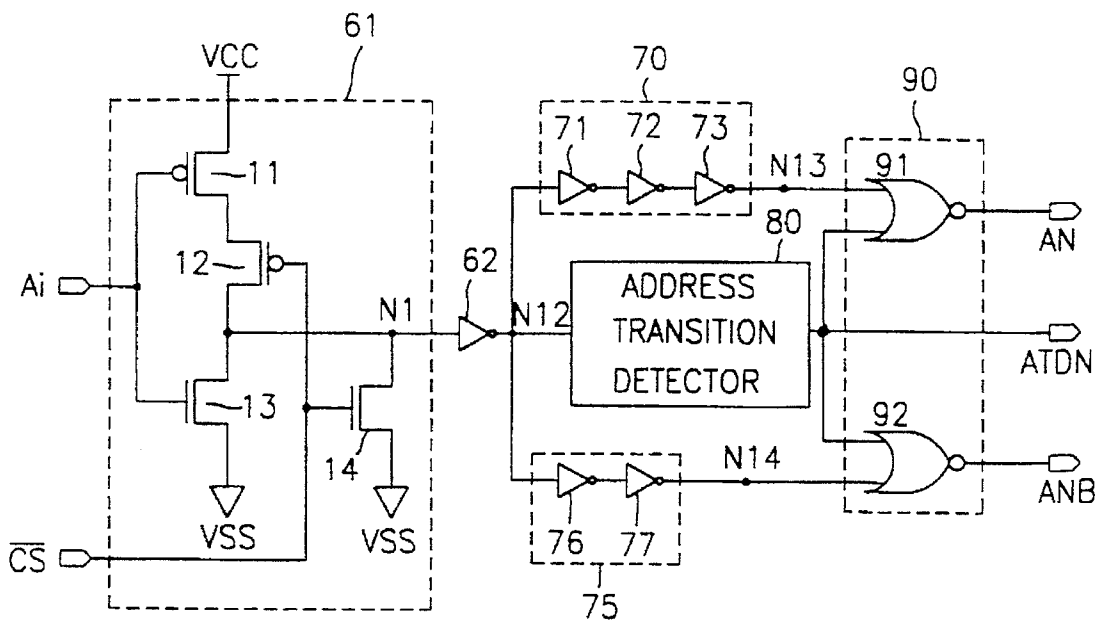 61
VCC
70
90
71 72 73
11
N13
91
80
AN
12
62
Ai
ADDRESS
TRANSITION
DETECTOR
N1
N12
ATDN
13
92
14
N14
VSS
VSS
76 77
ANB
CS
75